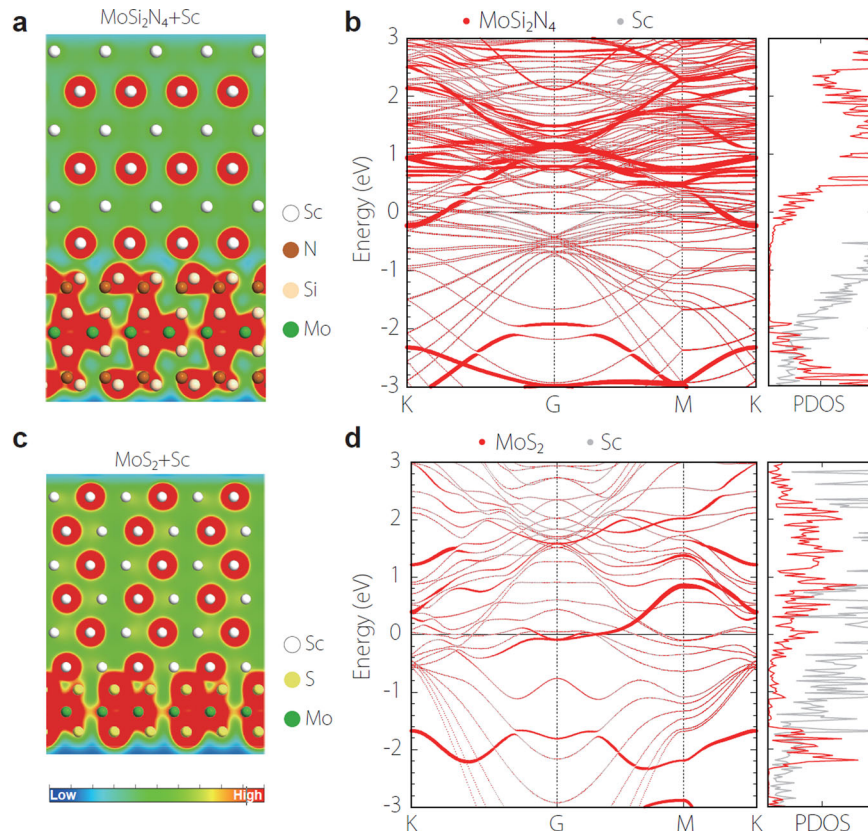 a
MoSi₂N₄+Sc
Sc
N
Si
Mo
b
MoSi₂N₄
Sc
3
2
1
0
-1
-2
-3
Energy (eV)
K
G
M
K
PDOS
c
MoS₂+Sc
Sc
S
Mo
Low
High
d
MoS₂
Sc
3
2
1
0
-1
-2
-3
Energy (eV)
K
G
M
K
PDOS